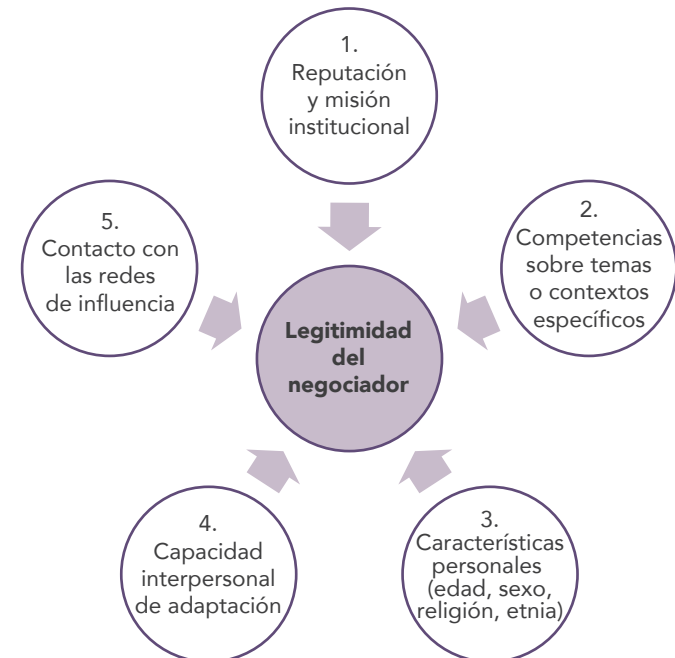 1.
Reputación
y misión
institucional
2.
Competencias
sobre temas
o contextos
específicos
3.
Características
personales
(edad, sexo,
religión, etnia)
4.
Capacidad
interpersonal
de adaptación
5.
Contacto con
las redes
de influencia
Legitimidad
del
negociador